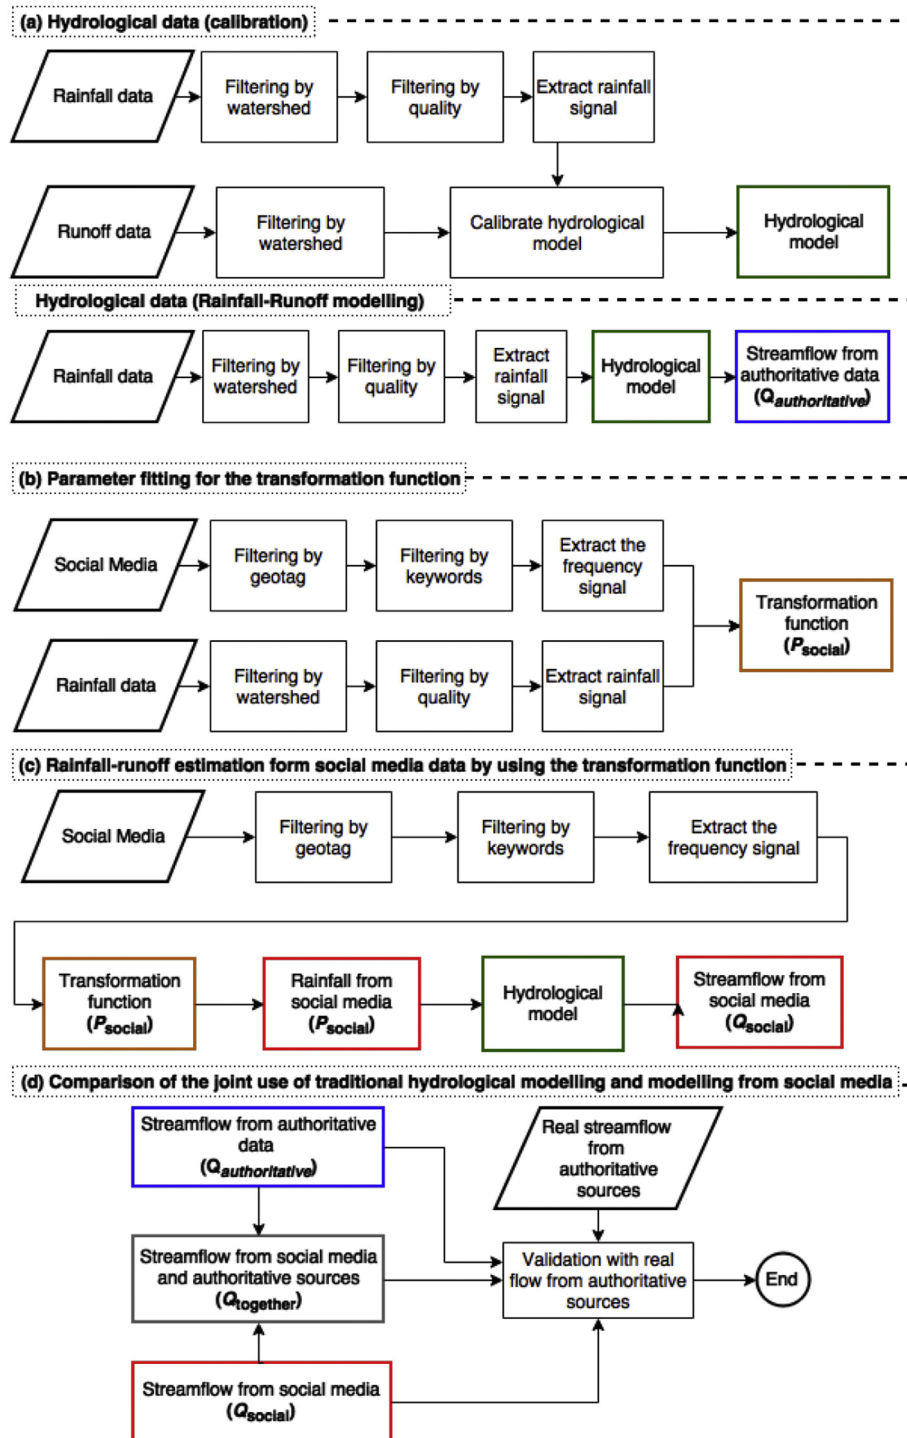 (a) Hydrological data (calibration)
Rainfall data
Filtering by
watershed
Filtering by
quality
Extract rainfall
signal
Runoff data
Filtering by
watershed
Calibrate hydrological
model
Hydrological
model
Hydrological data (Rainfall-Runoff modelling)
Rainfall data
Filtering by
watershed
Filtering by
quality
Extract
rainfall
signal
Hydrological
model
Streamflow from
authoritative data
(Qauthoritative)
(b) Parameter fitting for the transformation function
Social Media
Filtering by
geotag
Filtering by
keywords
Extract the
frequency
signal
Transformation
function
(Psocial)
Rainfall data
Filtering by
watershed
Filtering by
quality
Extract rainfall
signal
(c) Rainfall-runoff estimation form social media data by using the transformation function
Social Media
Filtering by
geotag
Filtering by
keywords
Extract the
frequency signal
Transformation
function
(Psocial)
Rainfall from
social media
(Psocial)
Hydrological
model
Streamflow from
social media
(Qsocial)
(d) Comparison of the joint use of traditional hydrological modelling and modelling from social media
Streamflow from authoritative
data
(Qauthoritative)
Real streamflow
from
authoritative
sources
Streamflow from social media
and authoritative sources
(Qtogether)
Validation with real
flow from authoritative
sources
End
Streamflow from social media
(Qsocial)